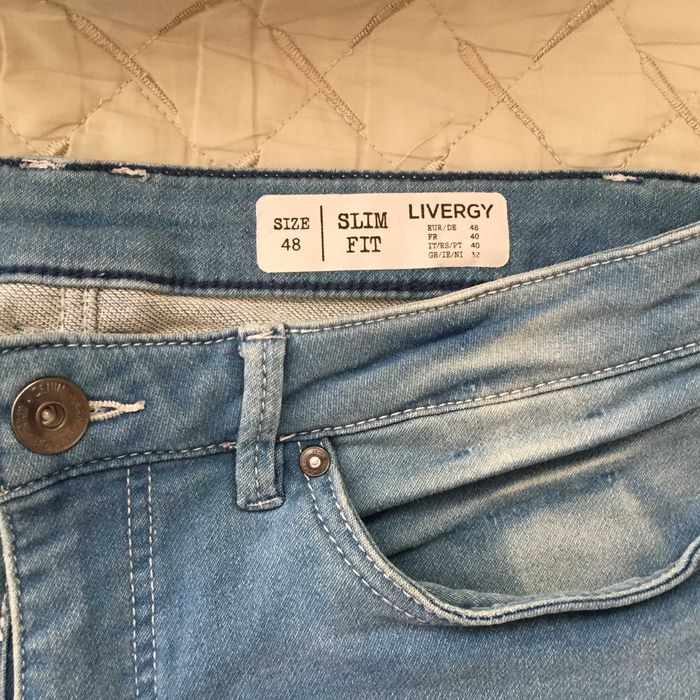 SIZE
48
SLIM
FIT
LIVERGY
EUR/DE 48
FR 40
IT/ES/PT 40
GB/IE/NI 32